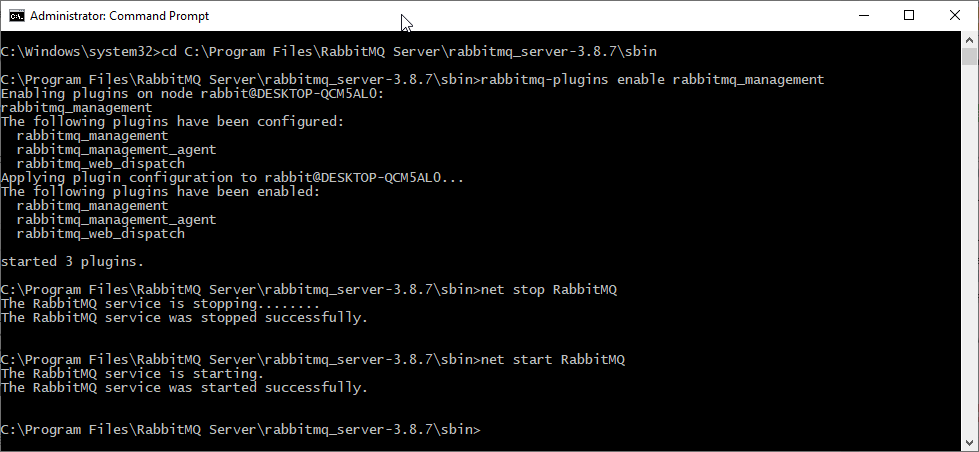 Administrator: Command Prompt
C:\Windows\system32>cd C:\Program Files\RabbitMQ Server\rabbitmq_server-3.8.7\sbin
C:\Program Files\RabbitMQ Server\rabbitmq_server-3.8.7\sbin>rabbitmq-plugins enable rabbitmq_management
Enabling plugins on node rabbit@DESKTOP-QCM5ALO:
rabbitmq_management
The following plugins have been configured:
  rabbitmq_management
  rabbitmq_management_agent
  rabbitmq_web_dispatch
Applying plugin configuration to rabbit@DESKTOP-QCM5ALO...
The following plugins have been enabled:
  rabbitmq_management
  rabbitmq_management_agent
  rabbitmq_web_dispatch
started 3 plugins.
C:\Program Files\RabbitMQ Server\rabbitmq_server-3.8.7\sbin>net stop RabbitMQ
The RabbitMQ service is stopping........
The RabbitMQ service was stopped successfully.
C:\Program Files\RabbitMQ Server\rabbitmq_server-3.8.7\sbin>net start RabbitMQ
The RabbitMQ service is starting.
The RabbitMQ service was started successfully.
C:\Program Files\RabbitMQ Server\rabbitmq_server-3.8.7\sbin>